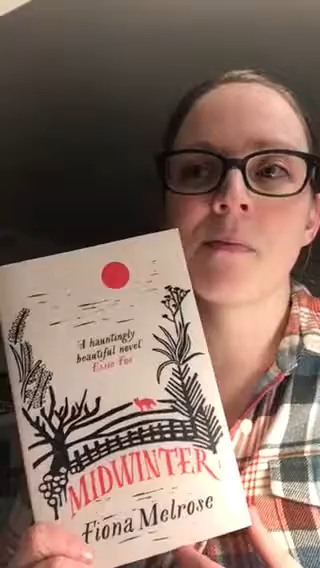 'A hauntingly
beautiful novel'
Essie Fox
MIDWINTER
Fiona Melrose